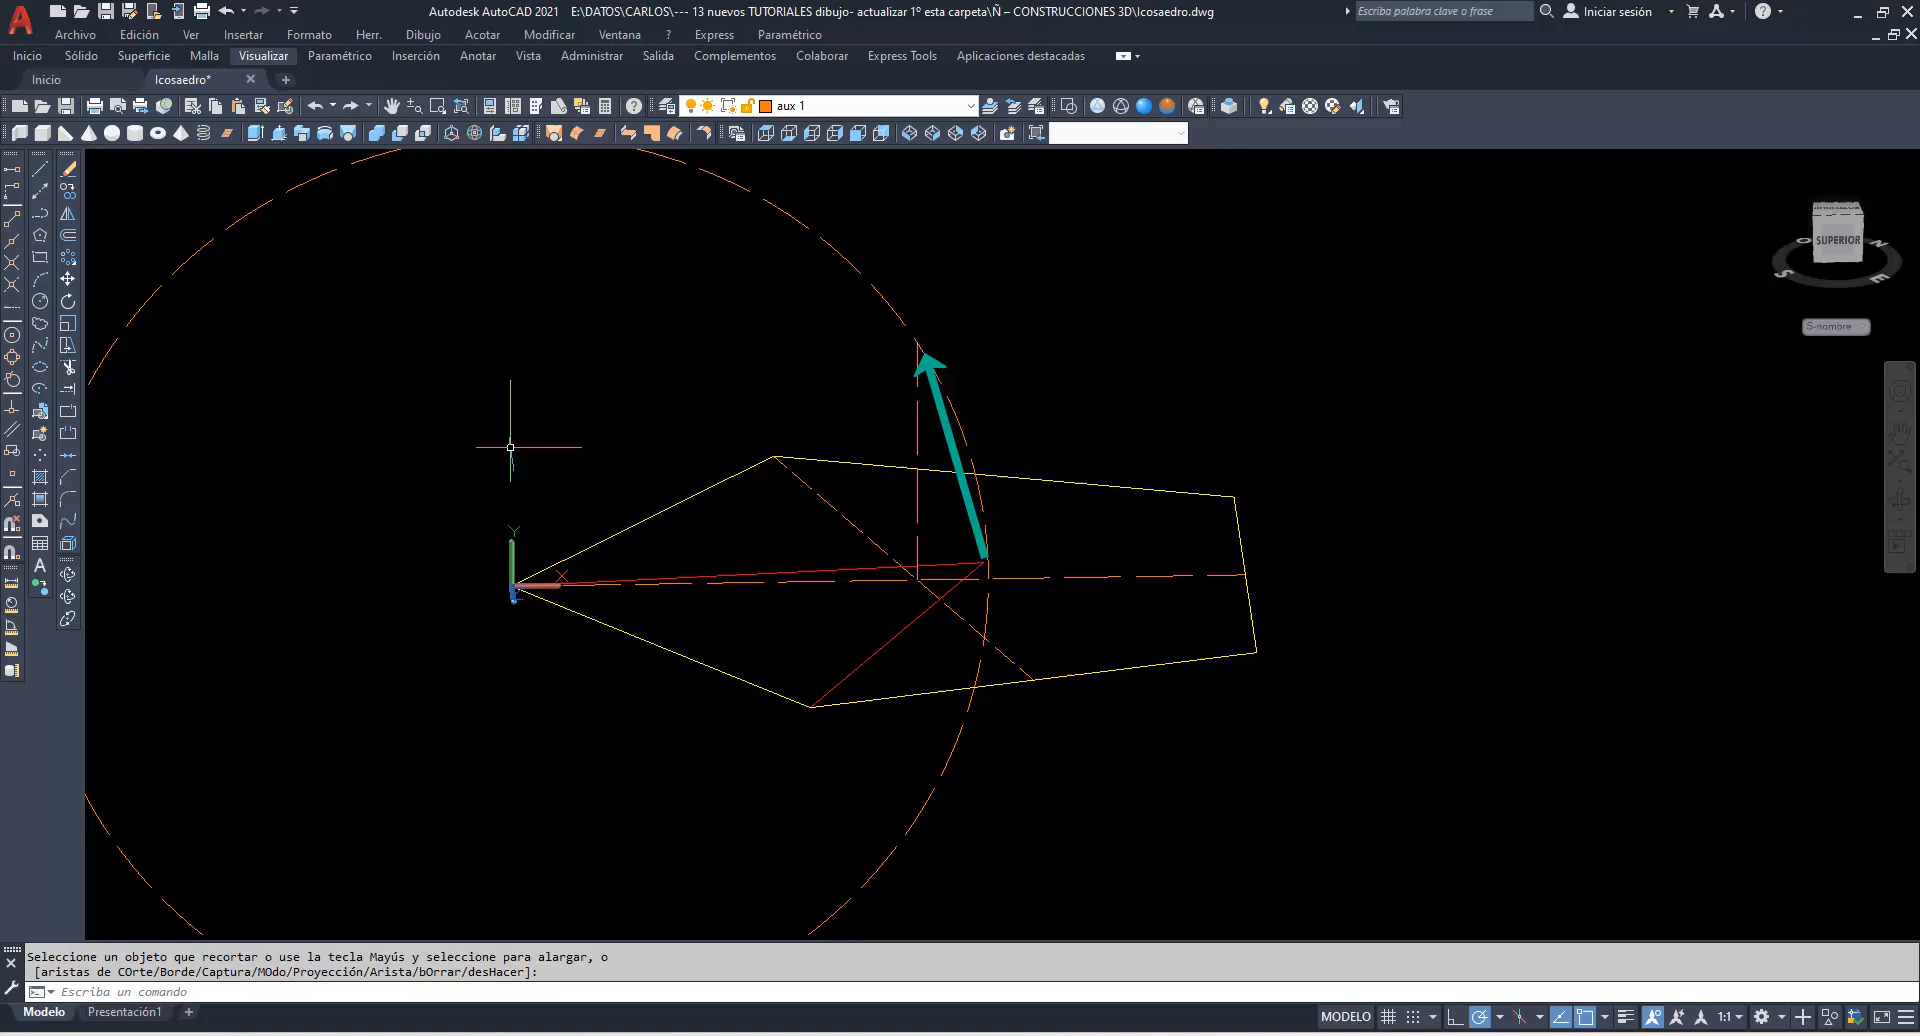 Autodesk AutoCAD 2021 E:\DATOS\CARLOS\--- 13 nuevos TUTORIALES dibujo- actualizar 1º esta carpeta\Ñ – CONSTRUCCIONES 3D\Icosaedro.dwg
Escriba palabra clave o frase
Iniciar sesión
Archivo Edición Ver Insertar Formato Herr. Dibujo Acotar Modificar Ventana ? Express Paramétrico
Inicio Sólido Superficie Malla Visualizar Paramétrico Inserción Anotar Vista Administrar Salida Complementos Colaborar Express Tools Aplicaciones destacadas
Inicio Icosaedro*
aux 1
SUPERIOR
O N
S E
S-nombre
Y
X
Seleccione un objeto que recortar o use la tecla Mayús y seleccione para alargar, o
[aristas de COrte/Borde/Captura/MOdo/Proyección/Arista/bOrrar/desHacer]:
Escriba un comando
Modelo Presentación1 +
MODELO 1:1